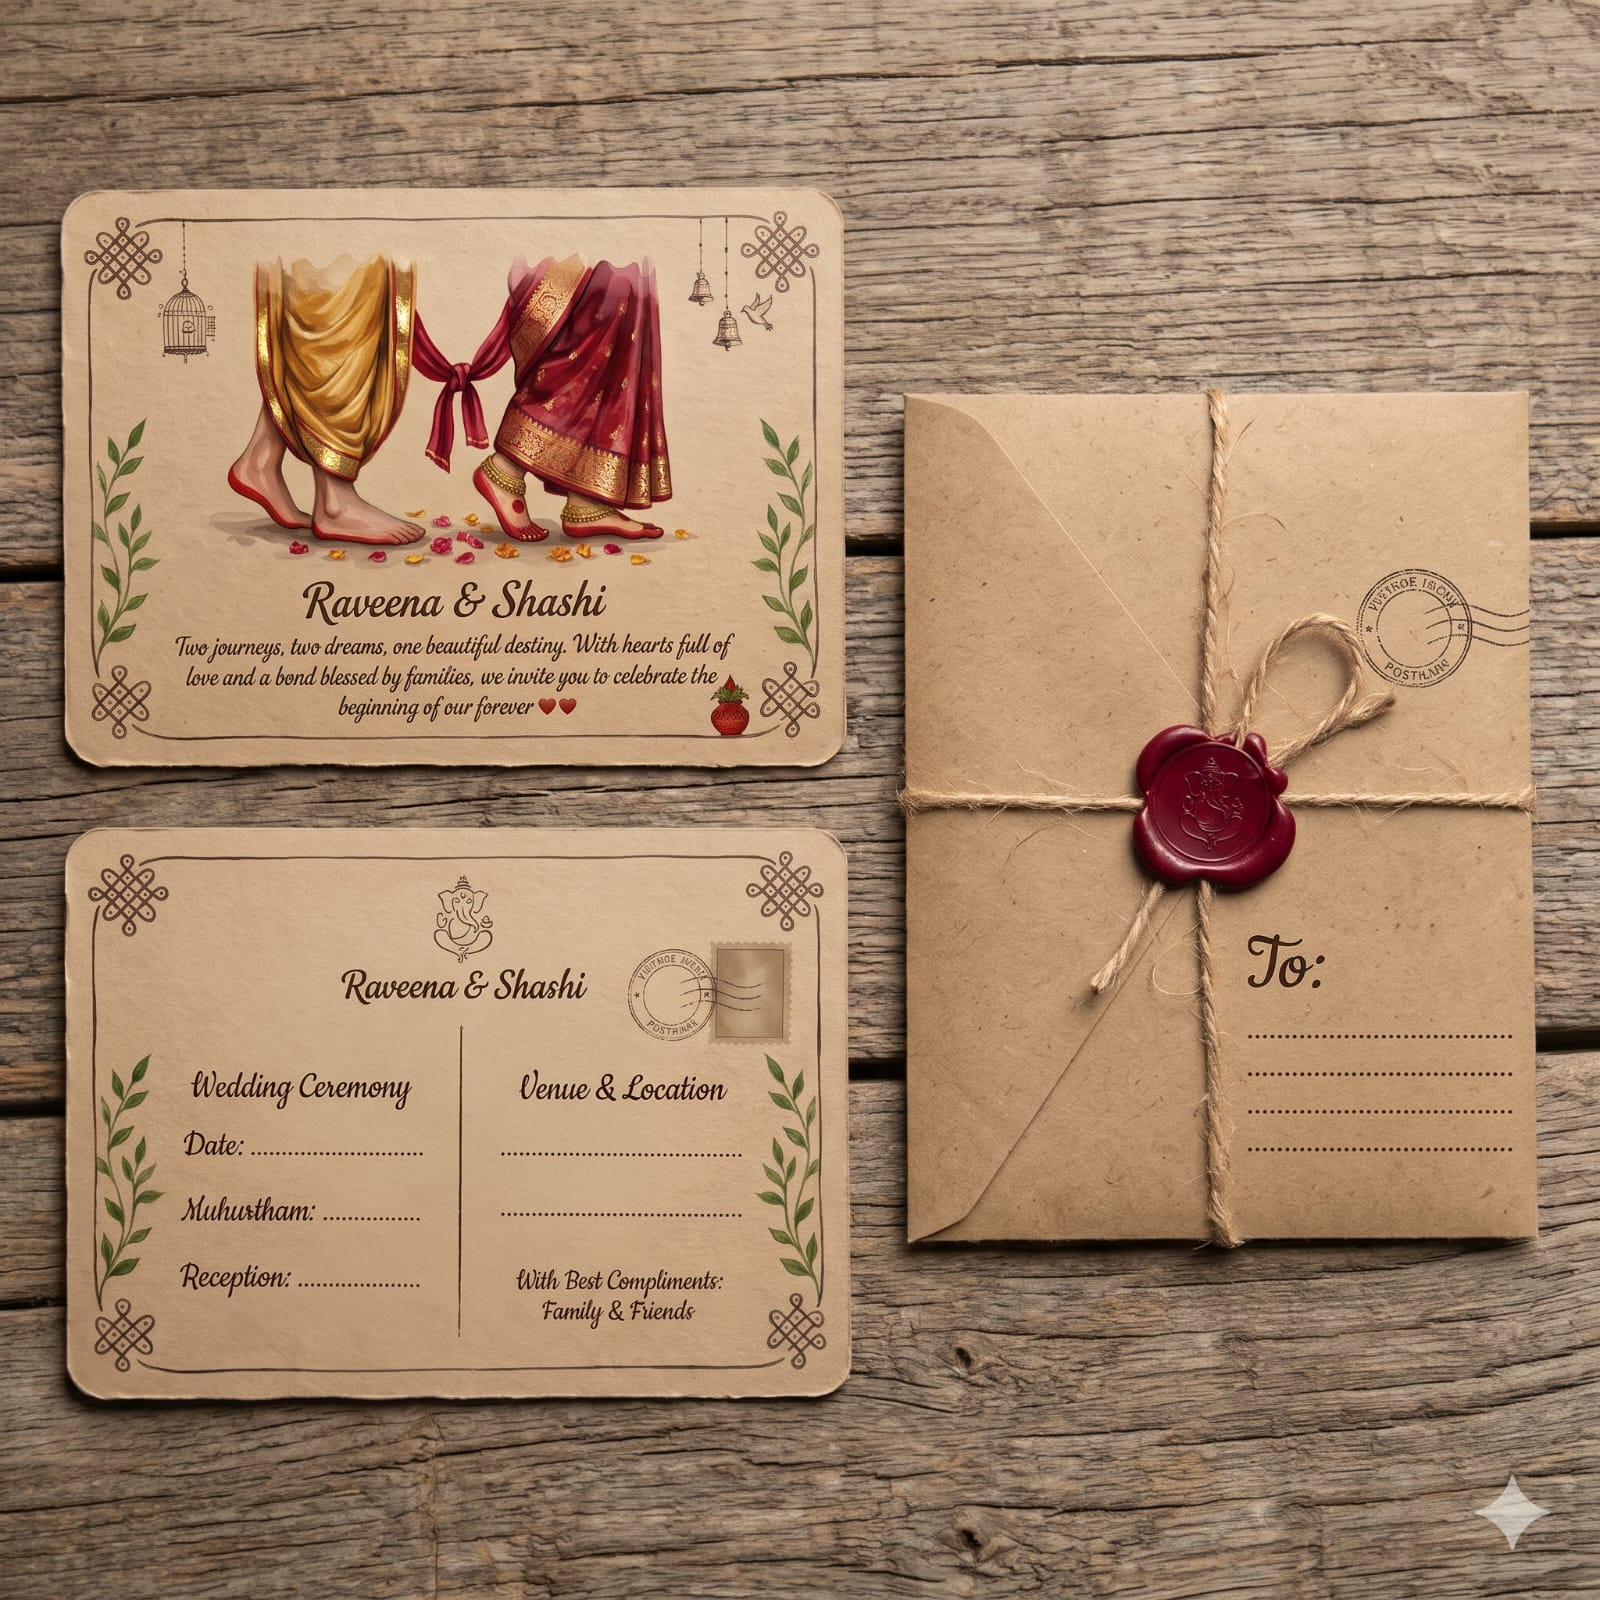 Raveena & Shashi
Two journeys, two dreams, one beautiful destiny. With hearts full of
love and a bond blessed by families, we invite you to celebrate the
beginning of our forever ♥♥
Raveena & Shashi
Wedding Ceremony
Date: ........................
Muhurtham: ..............
Reception: .................
Venue & Location
..................................
..................................
With Best Compliments:
Family & Friends
To:
.....................................
.....................................
.....................................
.....................................